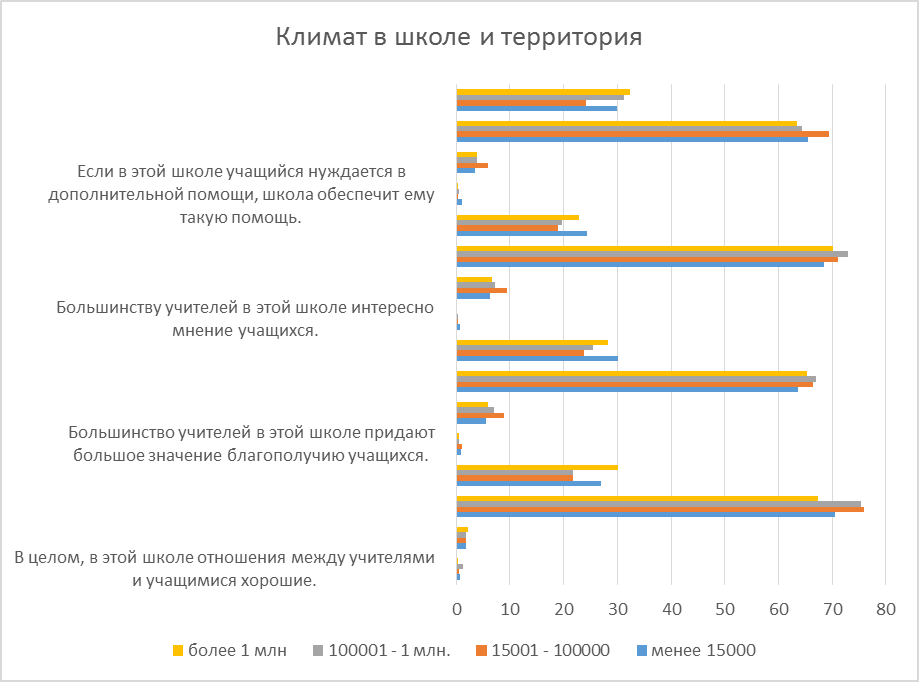 Климат в школе и территория
Если в этой школе учащийся нуждается в
дополнительной помощи, школа обеспечит ему
такую помощь.
Большинству учителей в этой школе интересно
мнение учащихся.
Большинство учителей в этой школе придают
большое значение благополучию учащихся.
В целом, в этой школе отношения между учителями
и учащимися хорошие.
0 10 20 30 40 50 60 70 80
более 1 млн 100001 - 1 млн. 15001 - 100000 менее 15000